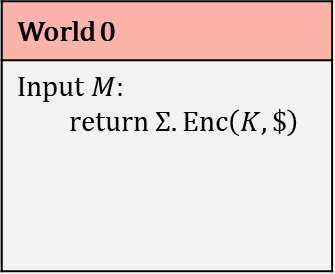 World 0
Input M:
return Σ. Enc(K, $)